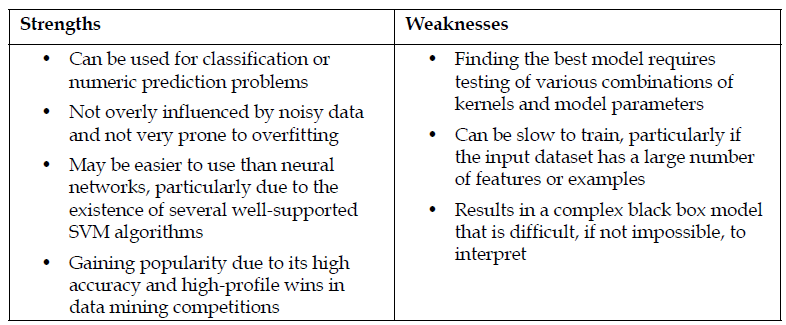 Strengths
• Can be used for classification or
numeric prediction problems
• Not overly influenced by noisy data
and not very prone to overfitting
• May be easier to use than neural
networks, particularly due to the
existence of several well-supported
SVM algorithms
• Gaining popularity due to its high
accuracy and high-profile wins in
data mining competitions
Weaknesses
• Finding the best model requires
testing of various combinations of
kernels and model parameters
• Can be slow to train, particularly if
the input dataset has a large number
of features or examples
• Results in a complex black box model
that is difficult, if not impossible, to
interpret